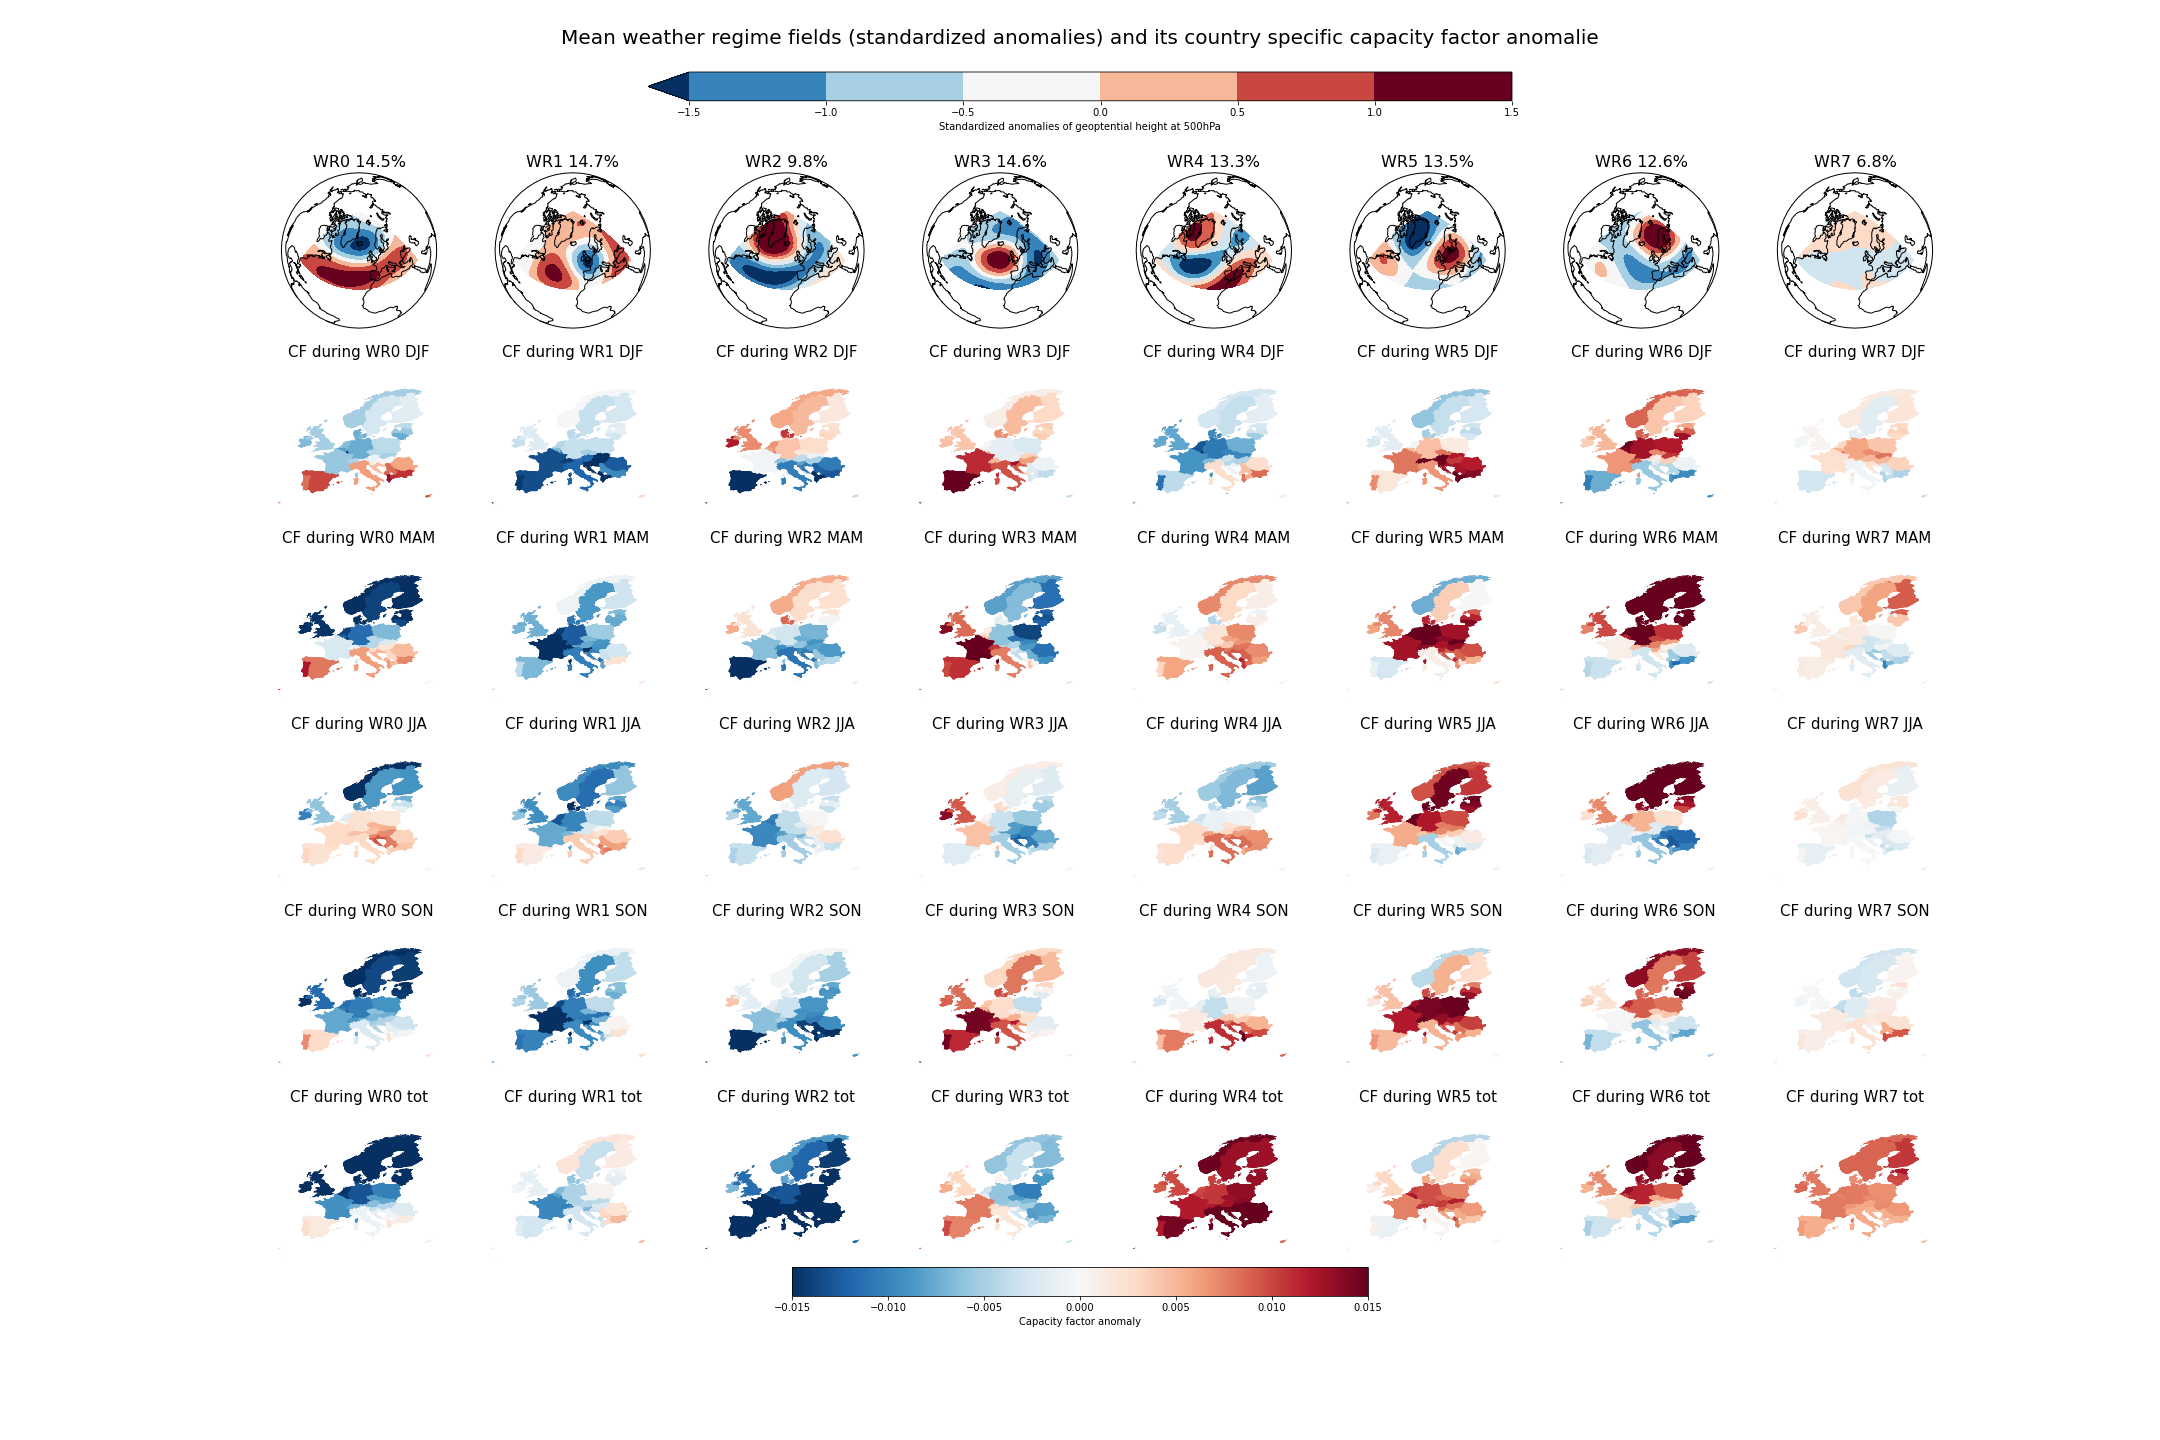 Mean weather regime fields (standardized anomalies) and its country specific capacity factor anomalie
−1.5 −1.0 −0.5 0.0 0.5 1.0 1.5
Standardized anomalies of geoptential height at 500hPa
WR0 14.5% WR1 14.7% WR2 9.8% WR3 14.6% WR4 13.3% WR5 13.5% WR6 12.6% WR7 6.8%
CF during WR0 DJF CF during WR1 DJF CF during WR2 DJF CF during WR3 DJF CF during WR4 DJF CF during WR5 DJF CF during WR6 DJF CF during WR7 DJF
CF during WR0 MAM CF during WR1 MAM CF during WR2 MAM CF during WR3 MAM CF during WR4 MAM CF during WR5 MAM CF during WR6 MAM CF during WR7 MAM
CF during WR0 JJA CF during WR1 JJA CF during WR2 JJA CF during WR3 JJA CF during WR4 JJA CF during WR5 JJA CF during WR6 JJA CF during WR7 JJA
CF during WR0 SON CF during WR1 SON CF during WR2 SON CF during WR3 SON CF during WR4 SON CF during WR5 SON CF during WR6 SON CF during WR7 SON
CF during WR0 tot CF during WR1 tot CF during WR2 tot CF during WR3 tot CF during WR4 tot CF during WR5 tot CF during WR6 tot CF during WR7 tot
−0.015 −0.010 −0.005 0.000 0.005 0.010 0.015
Capacity factor anomaly